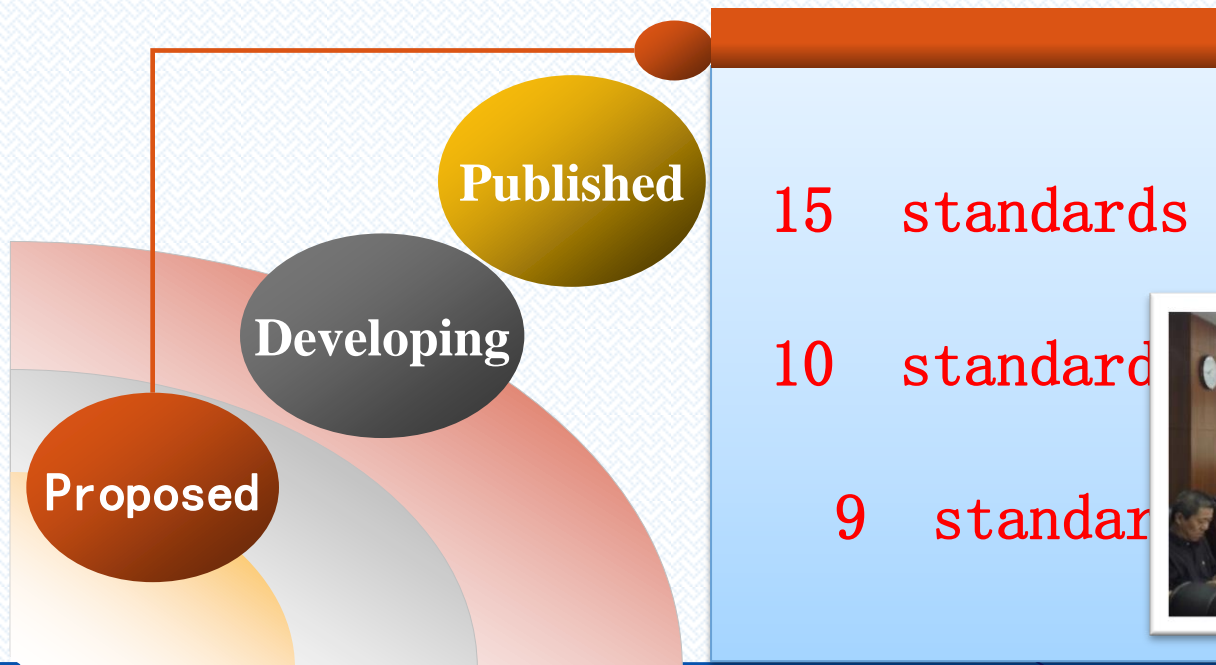 Published
15 standards
Developing
10 standard
Proposed
9 standar